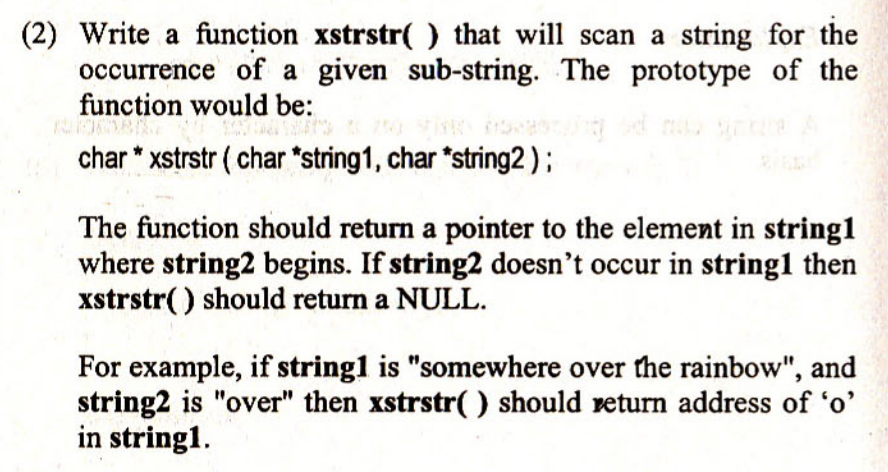 (2) Write a function xstrstr( ) that will scan a string for the
occurrence of a given sub-string. The prototype of the
function would be:
char * xstrstr ( char *string1, char *string2 ) ;
The function should return a pointer to the element in string1
where string2 begins. If string2 doesn't occur in string1 then
xstrstr( ) should return a NULL.
For example, if string1 is "somewhere over the rainbow", and
string2 is "over" then xstrstr( ) should return address of ‘o’
in string1.